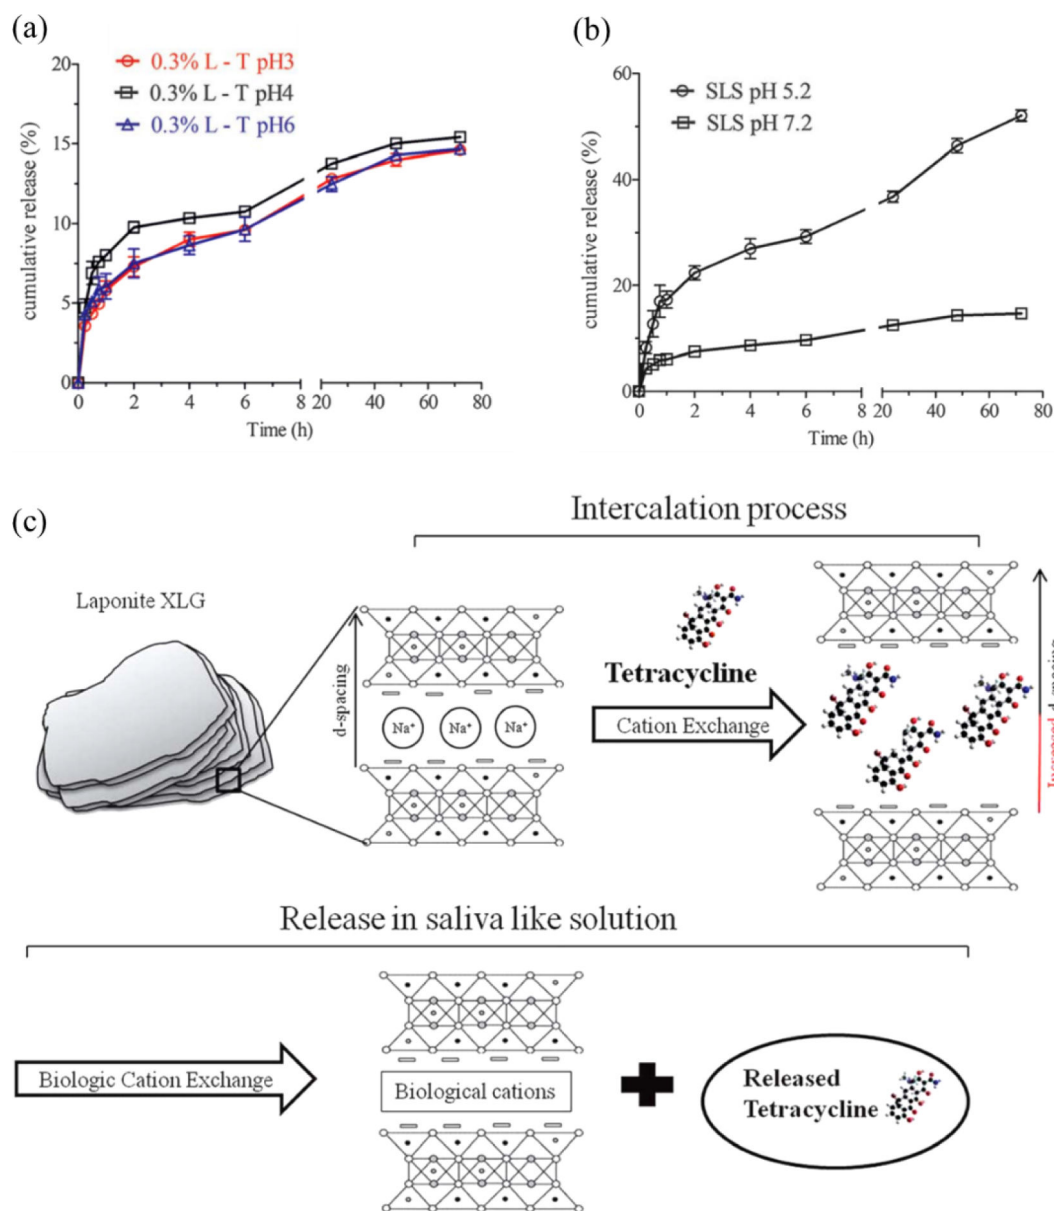 (a)
0.3% L - T pH3
0.3% L - T pH4
0.3% L - T pH6
cumulative release (%)
20
15
10
5
0
0 2 4 6 8 20 40 60 80
Time (h)
(b)
SLS pH 5.2
SLS pH 7.2
cumulative release (%)
60
40
20
0
0 2 4 6 8 20 40 60 80
Time (h)
(c)
Intercalation process
Laponite XLG
d-spacing
Na+ Na+ Na+
Tetracycline
Cation Exchange
Increased d-spacing
Release in saliva like solution
Biologic Cation Exchange
Biological cations
Released
Tetracycline